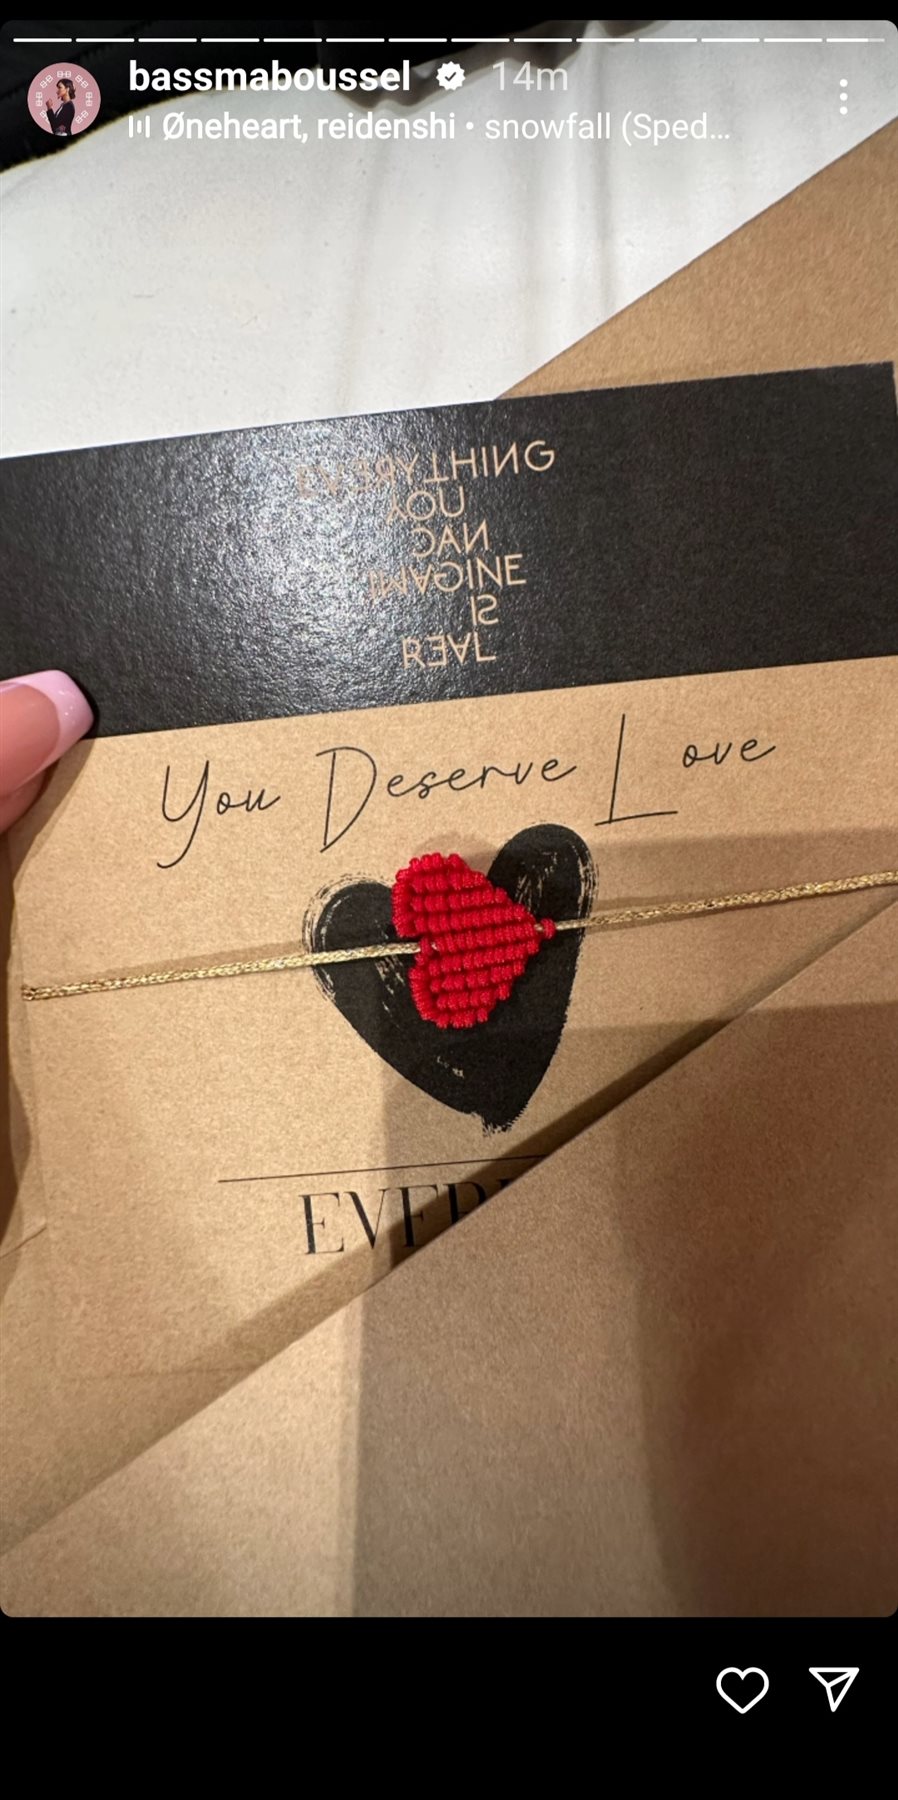 bassmaboussel 14m
Øneheart, reidenshi • snowfall (Sped...
EVERYTHING
YOU
CAN
IMAGINE
IS
REAL
You Deserve Love